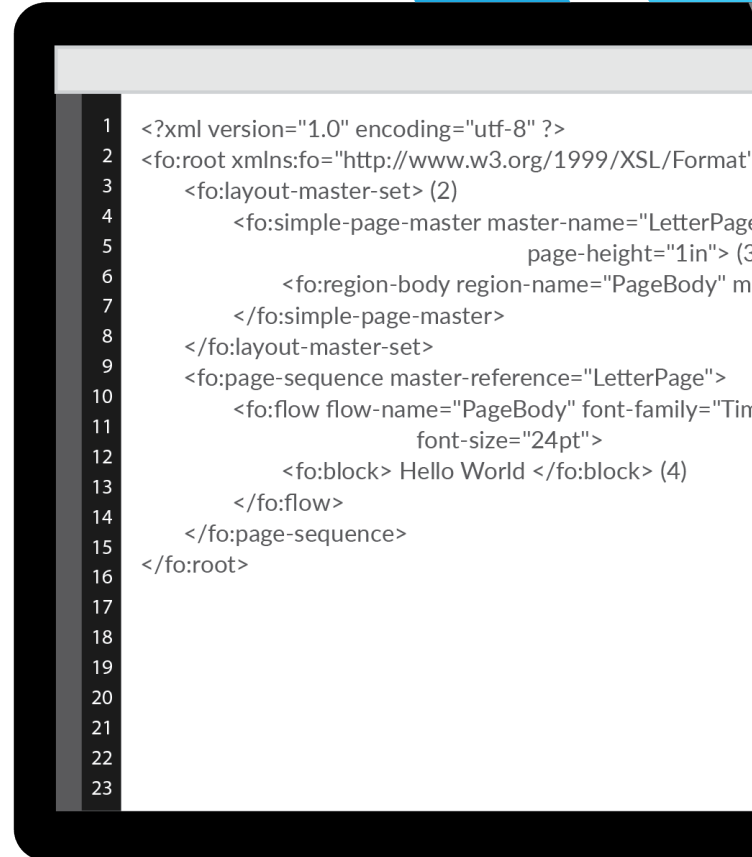 1 <?xml version="1.0" encoding="utf-8" ?>
2 <fo:root xmlns:fo="http://www.w3.org/1999/XSL/Format"
3 <fo:layout-master-set> (2)
4 <fo:simple-page-master master-name="LetterPage
5 page-height="1in"> (3
6 <fo:region-body region-name="PageBody" m
7 </fo:simple-page-master>
8 </fo:layout-master-set>
9 <fo:page-sequence master-reference="LetterPage">
10 <fo:flow flow-name="PageBody" font-family="Tim
11 font-size="24pt">
12 <fo:block> Hello World </fo:block> (4)
13 </fo:flow>
14 </fo:page-sequence>
15 </fo:root>
16
17
18
19
20
21
22
23